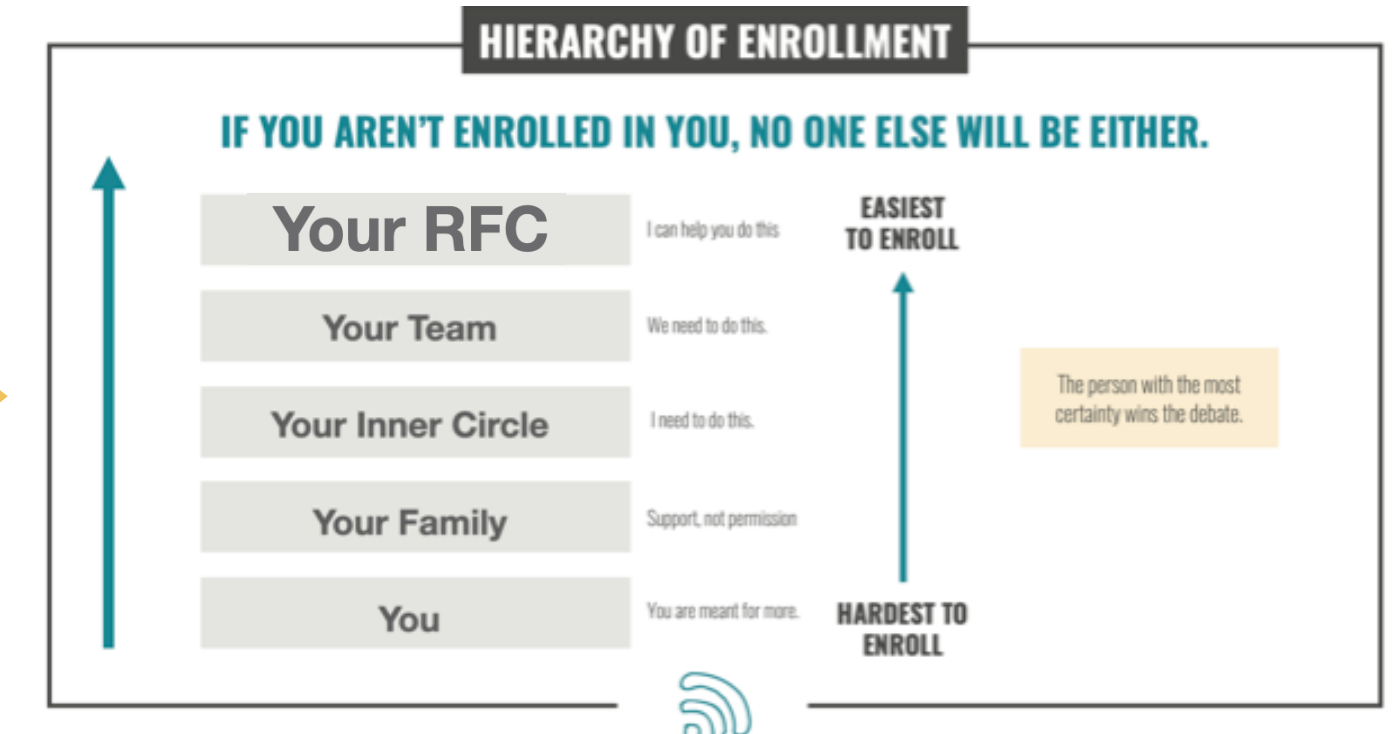 HIERARCHY OF ENROLLMENT
IF YOU AREN'T ENROLLED IN YOU, NO ONE ELSE WILL BE EITHER.
Your RFC
I can help you do this
EASIEST
TO ENROLL
Your Team
We need to do this.
The person with the most
certainty wins the debate.
Your Inner Circle
I need to do this.
Your Family
Support, not permission
You
You are meant for more.
HARDEST TO
ENROLL